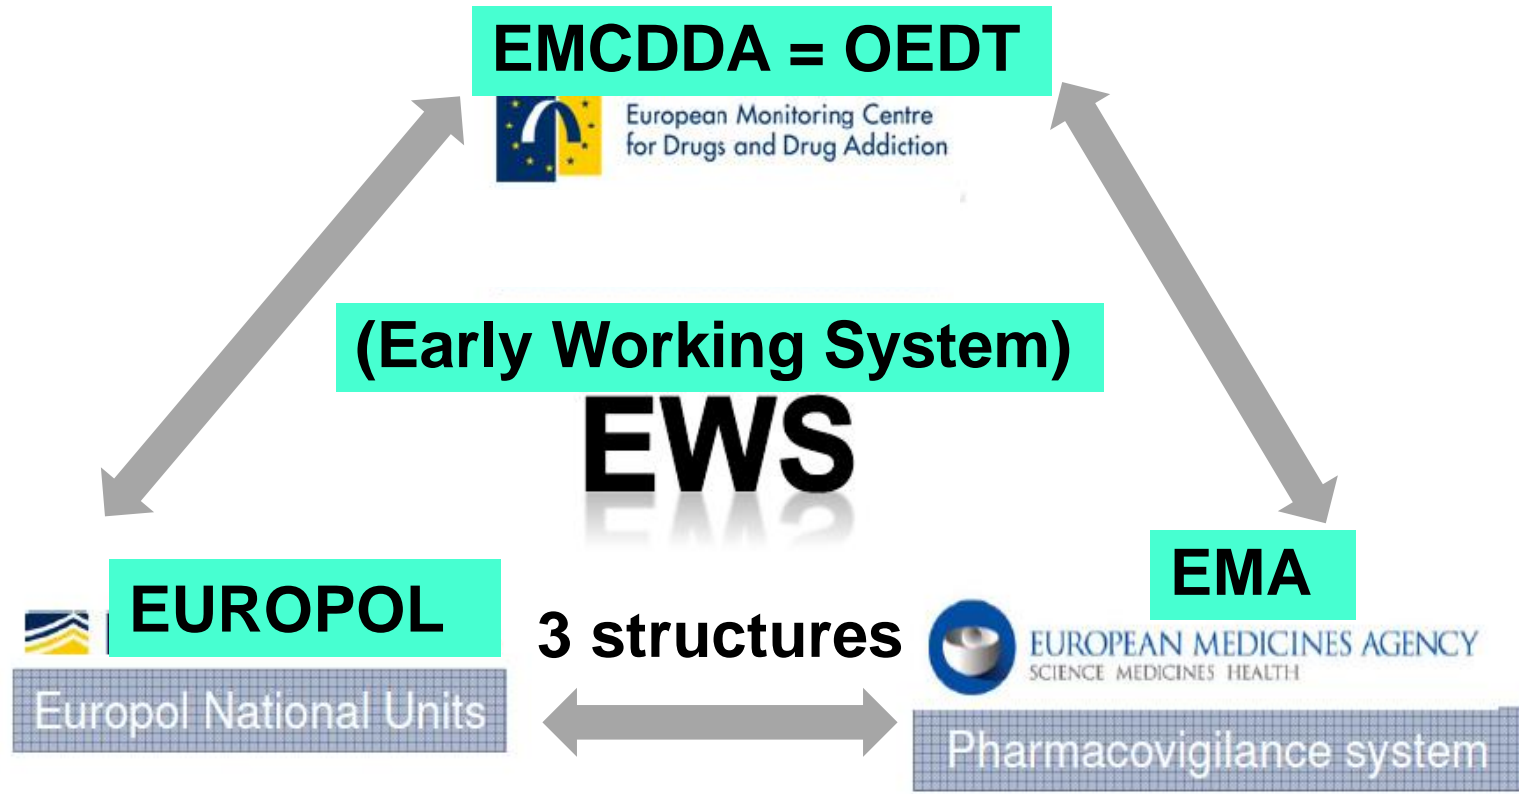 EMCDDA = OEDT
European Monitoring Centre
for Drugs and Drug Addiction
(Early Working System)
EWS
EUROPOL
EMA
3 structures
EUROPEAN MEDICINES AGENCY
SCIENCE MEDICINES HEALTH
Europol National Units
Pharmacovigilance system